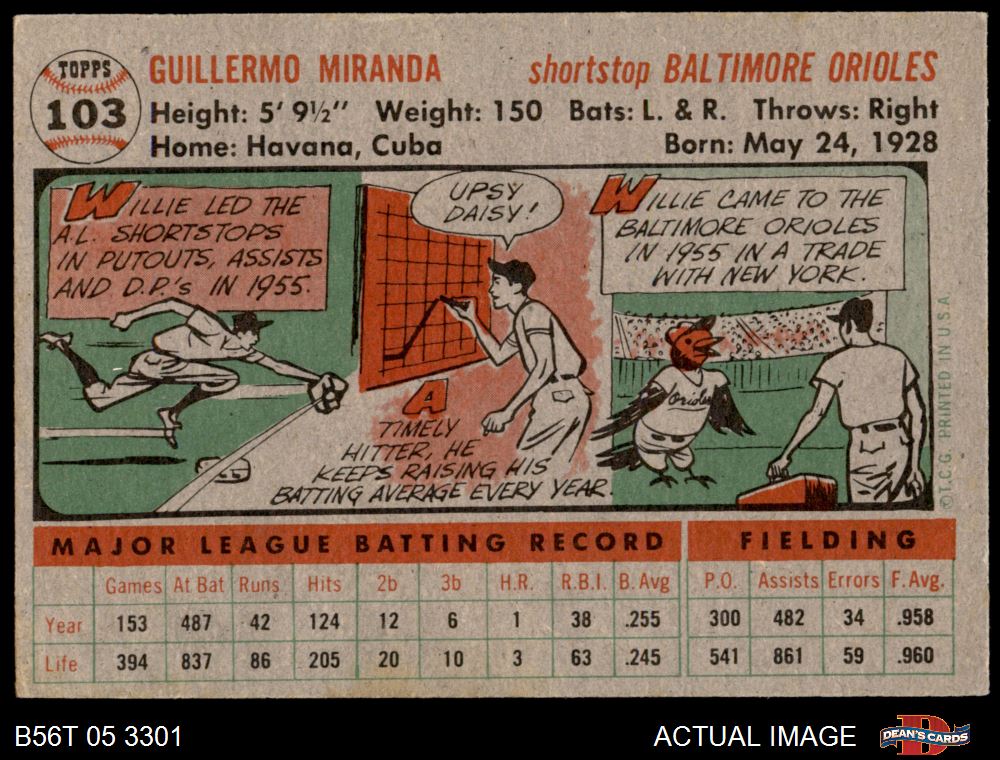 TOPPS
103
GUILLERMO MIRANDA shortstop BALTIMORE ORIOLES
Height: 5' 9½" Weight: 150 Bats: L. & R. Throws: Right
Home: Havana, Cuba Born: May 24, 1928
WILLIE LED THE
A.L. SHORTSTOPS
IN PUTOUTS, ASSISTS
AND D.P.'s IN 1955.
UPSY
DAISY!
A
TIMELY
HITTER, HE
KEEPS RAISING HIS
BATTING AVERAGE EVERY YEAR.
WILLIE CAME TO THE
BALTIMORE ORIOLES
IN 1955 IN A TRADE
WITH NEW YORK.
Orioles
© T.C.G. PRINTED IN U.S.A.
MAJOR LEAGUE BATTING RECORD FIELDING
Games At Bat Runs Hits 2b 3b H.R. R.B.I. B. Avg P.O. Assists Errors F. Avg.
Year 153 487 42 124 12 6 1 38 .255 300 482 34 .958
Life 394 837 86 205 20 10 3 63 .245 541 861 59 .960
B56T 05 3301 ACTUAL IMAGE DEAN'S CARDS